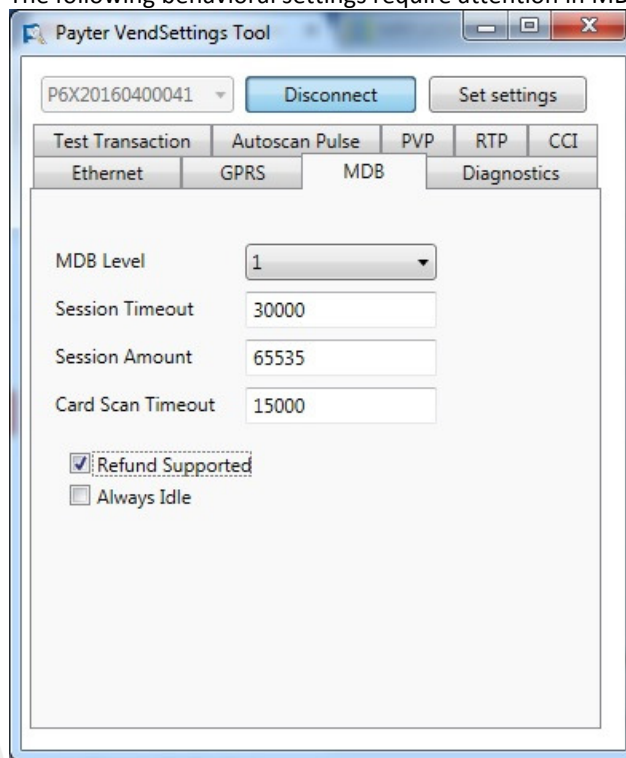 The following behavioral settings require attention in MD
Payter VendSettings Tool
P6X20160400041 Disconnect Set settings
Test Transaction Autoscan Pulse PVP RTP CCI
Ethernet GPRS MDB Diagnostics
MDB Level 1
Session Timeout 30000
Session Amount 65535
Card Scan Timeout 15000
Refund Supported
Always Idle